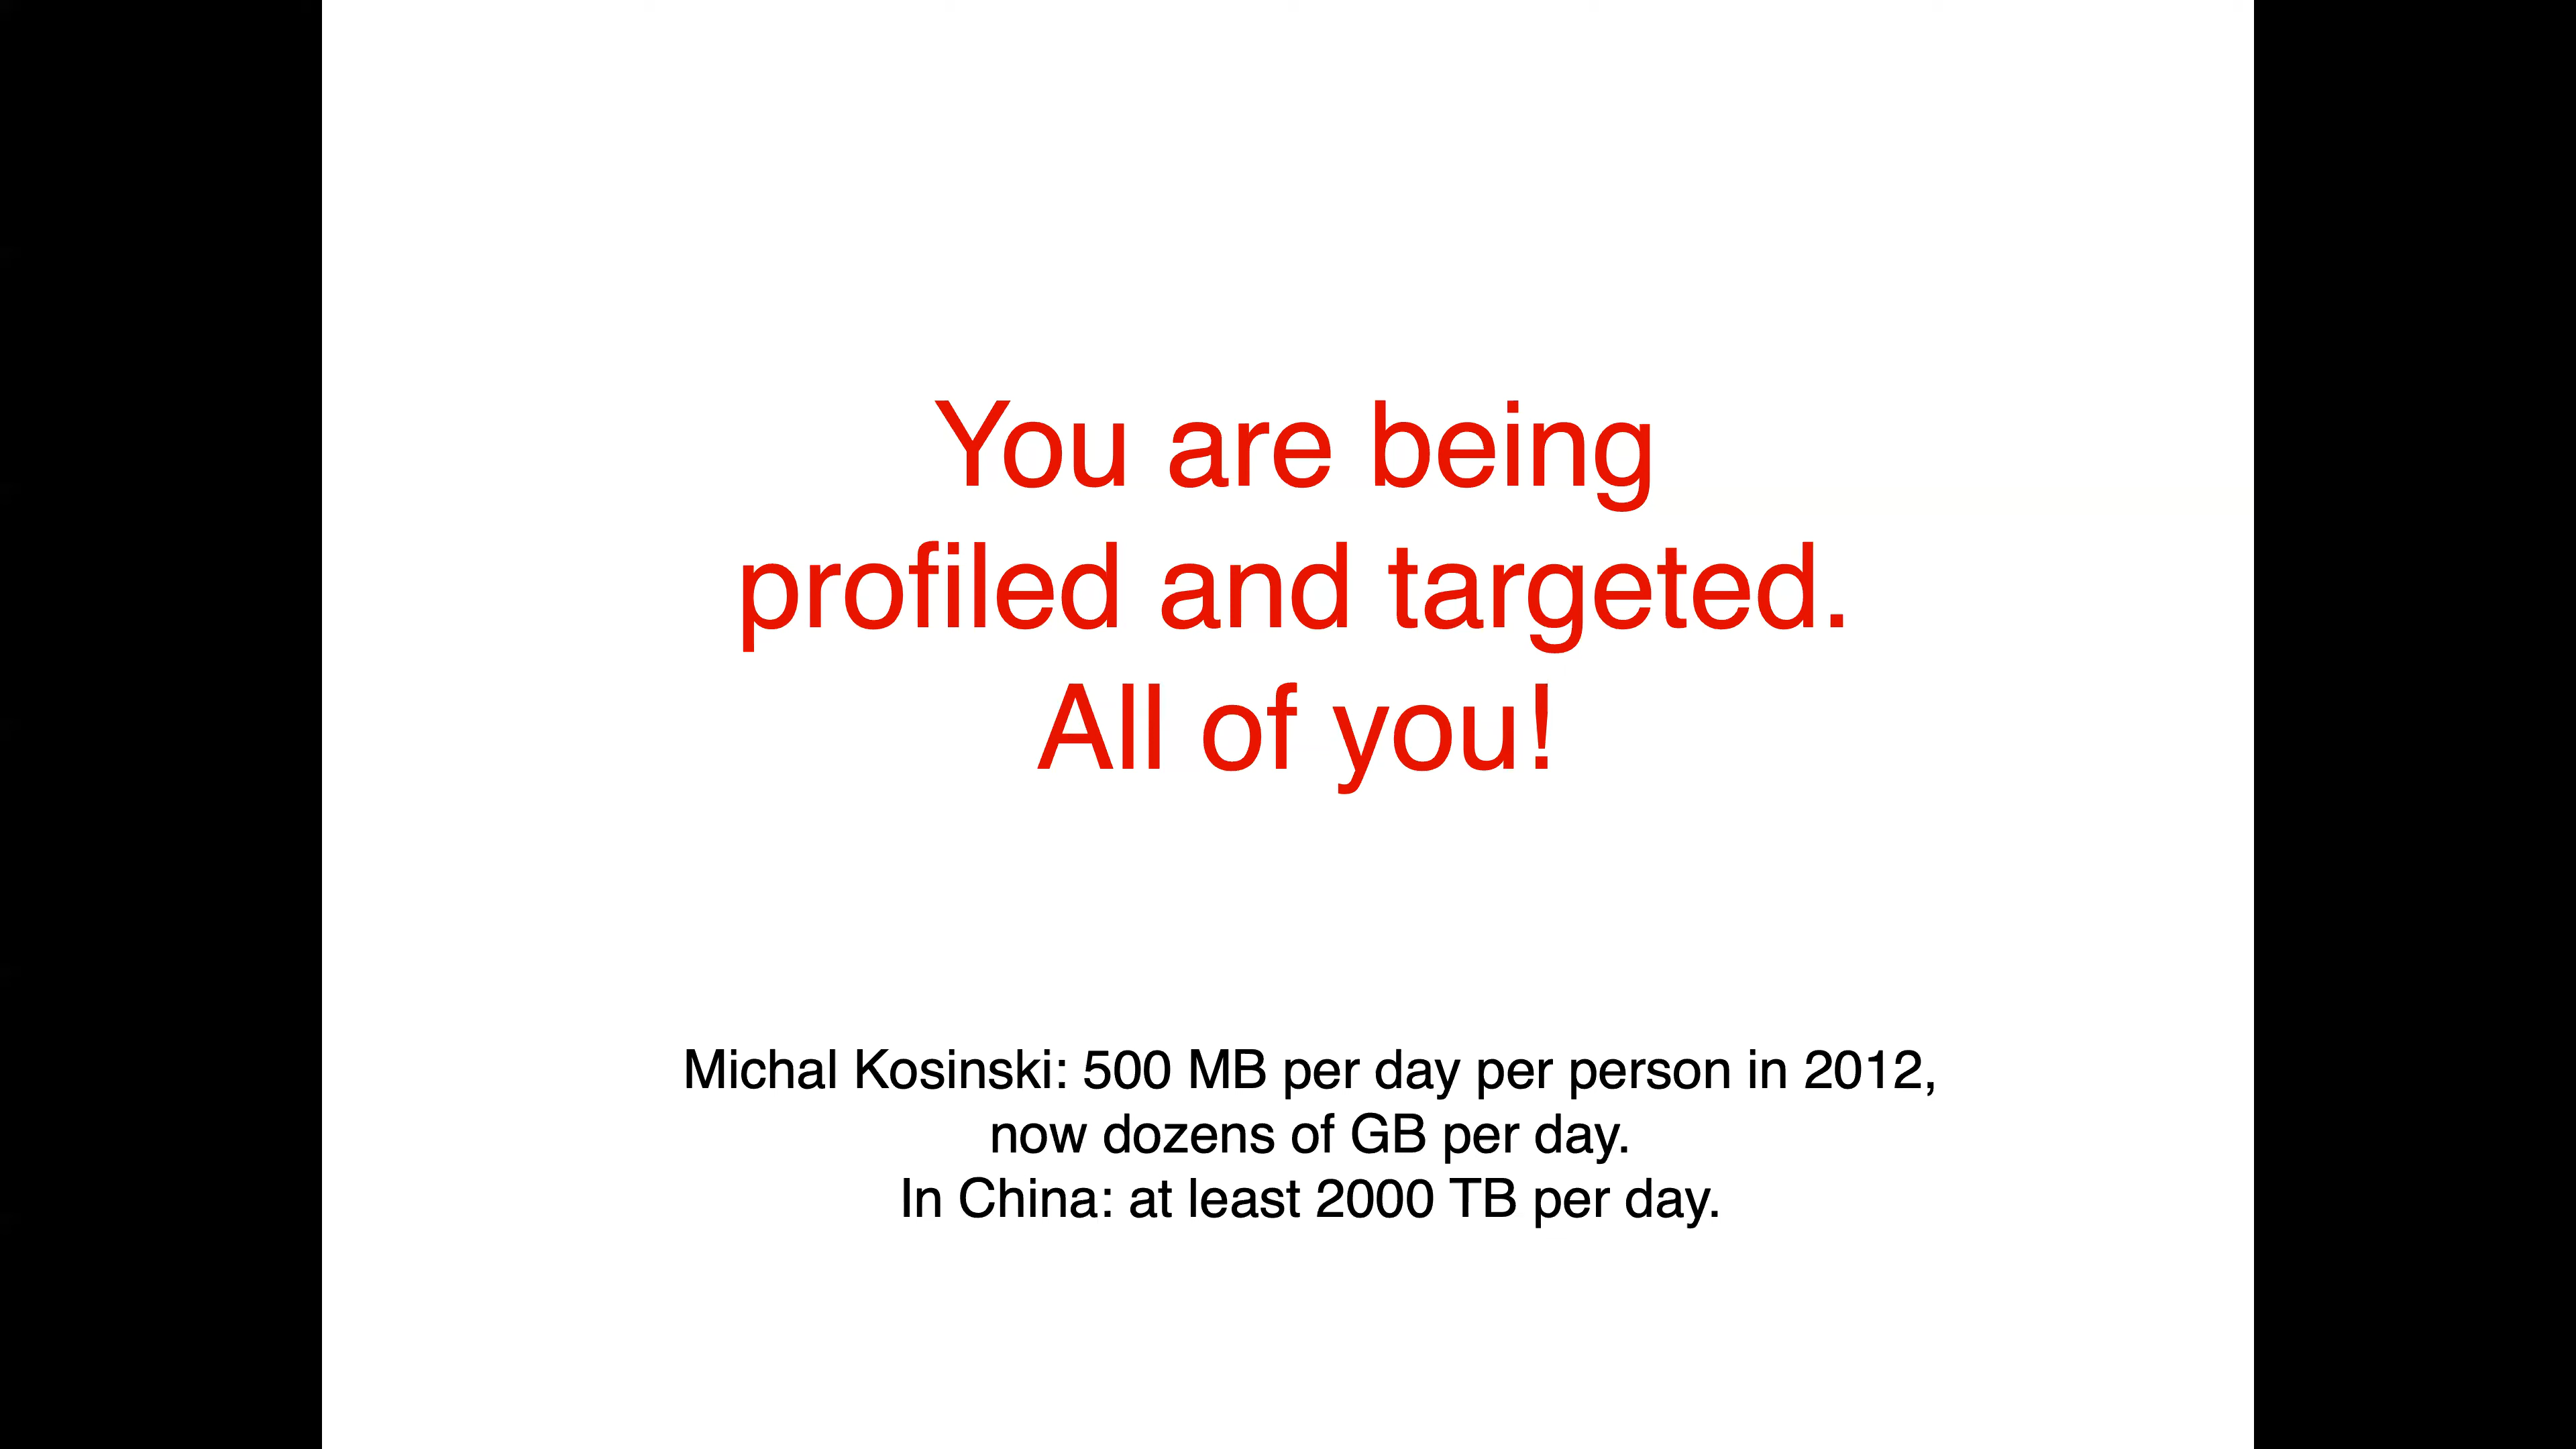 You are being
profiled and targeted.
All of you!
Michal Kosinski: 500 MB per day per person in 2012,
now dozens of GB per day.
In China: at least 2000 TB per day.